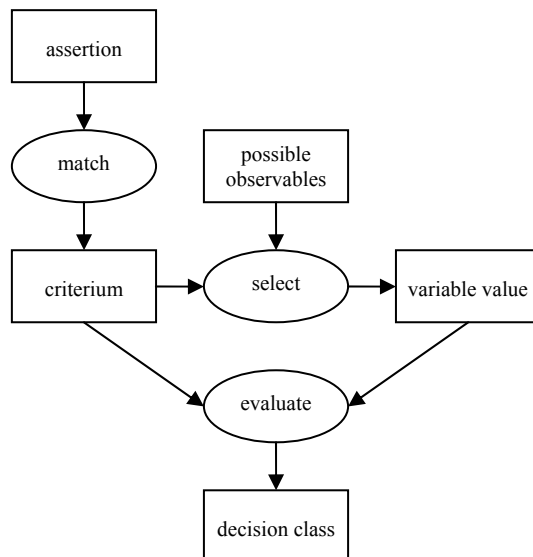 assertion
match
possible
observables
criterium
select
variable value
evaluate
decision class